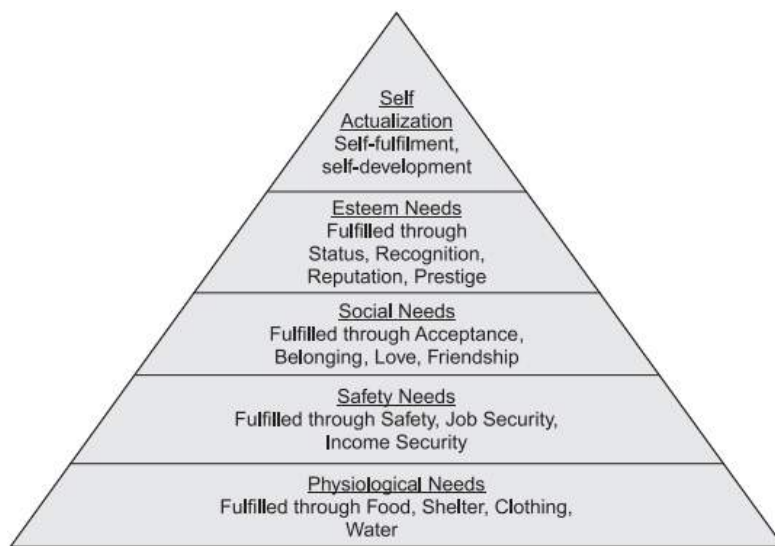 Self
Actualization
Self-fulfilment,
self-development
Esteem Needs
Fulfilled through
Status, Recognition,
Reputation, Prestige
Social Needs
Fulfilled through Acceptance,
Belonging, Love, Friendship
Safety Needs
Fulfilled through Safety, Job Security,
Income Security
Physiological Needs
Fulfilled through Food, Shelter, Clothing,
Water